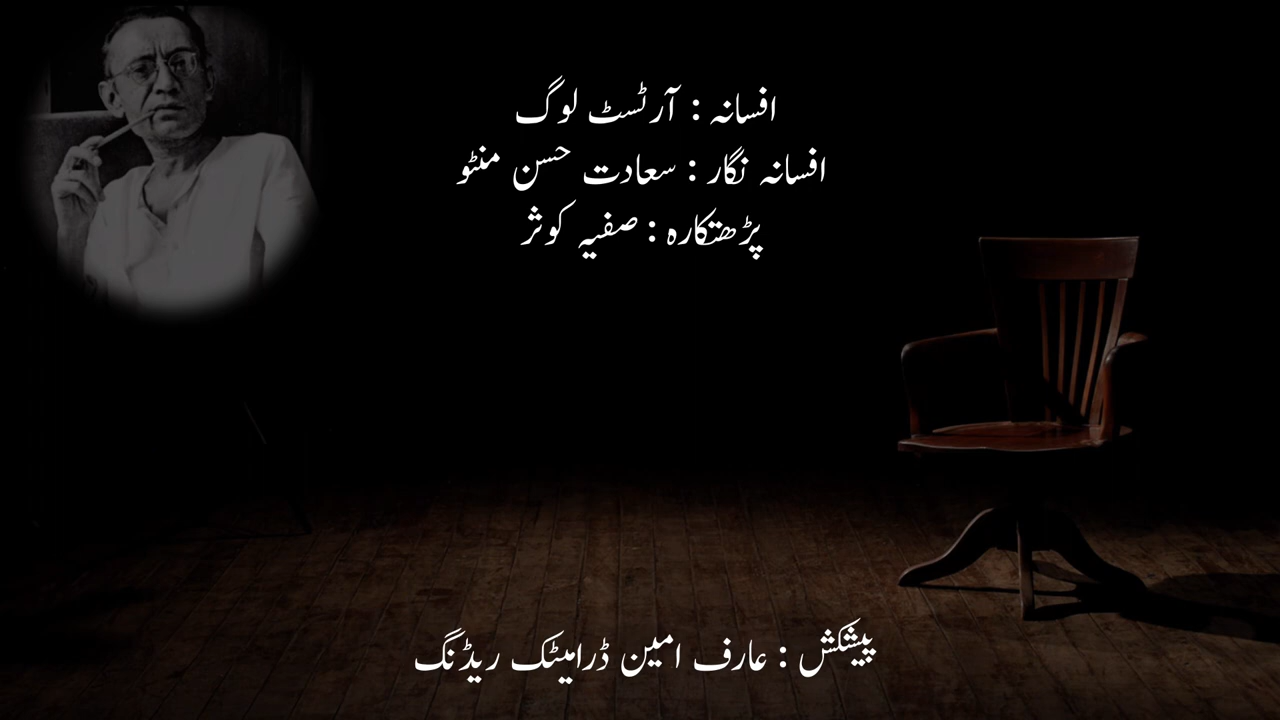 افسانہ : آرٹسٹ لوگ
افسانہ نگار : سعادت حسن منٹو
پڑھتکارہ : صفیہ کوثر
پیشکش : عارف امین ڈرامیٹک ریڈنگ